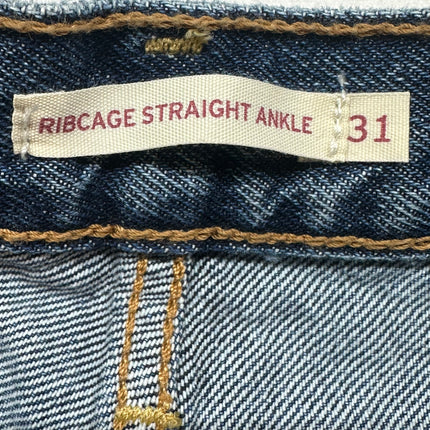 RIBCAGE STRAIGHT ANKLE 31